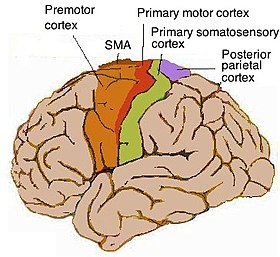 Premotor
cortex
Primary motor cortex
SMA
Primary somatosensory
cortex
Posterior
parietal
cortex